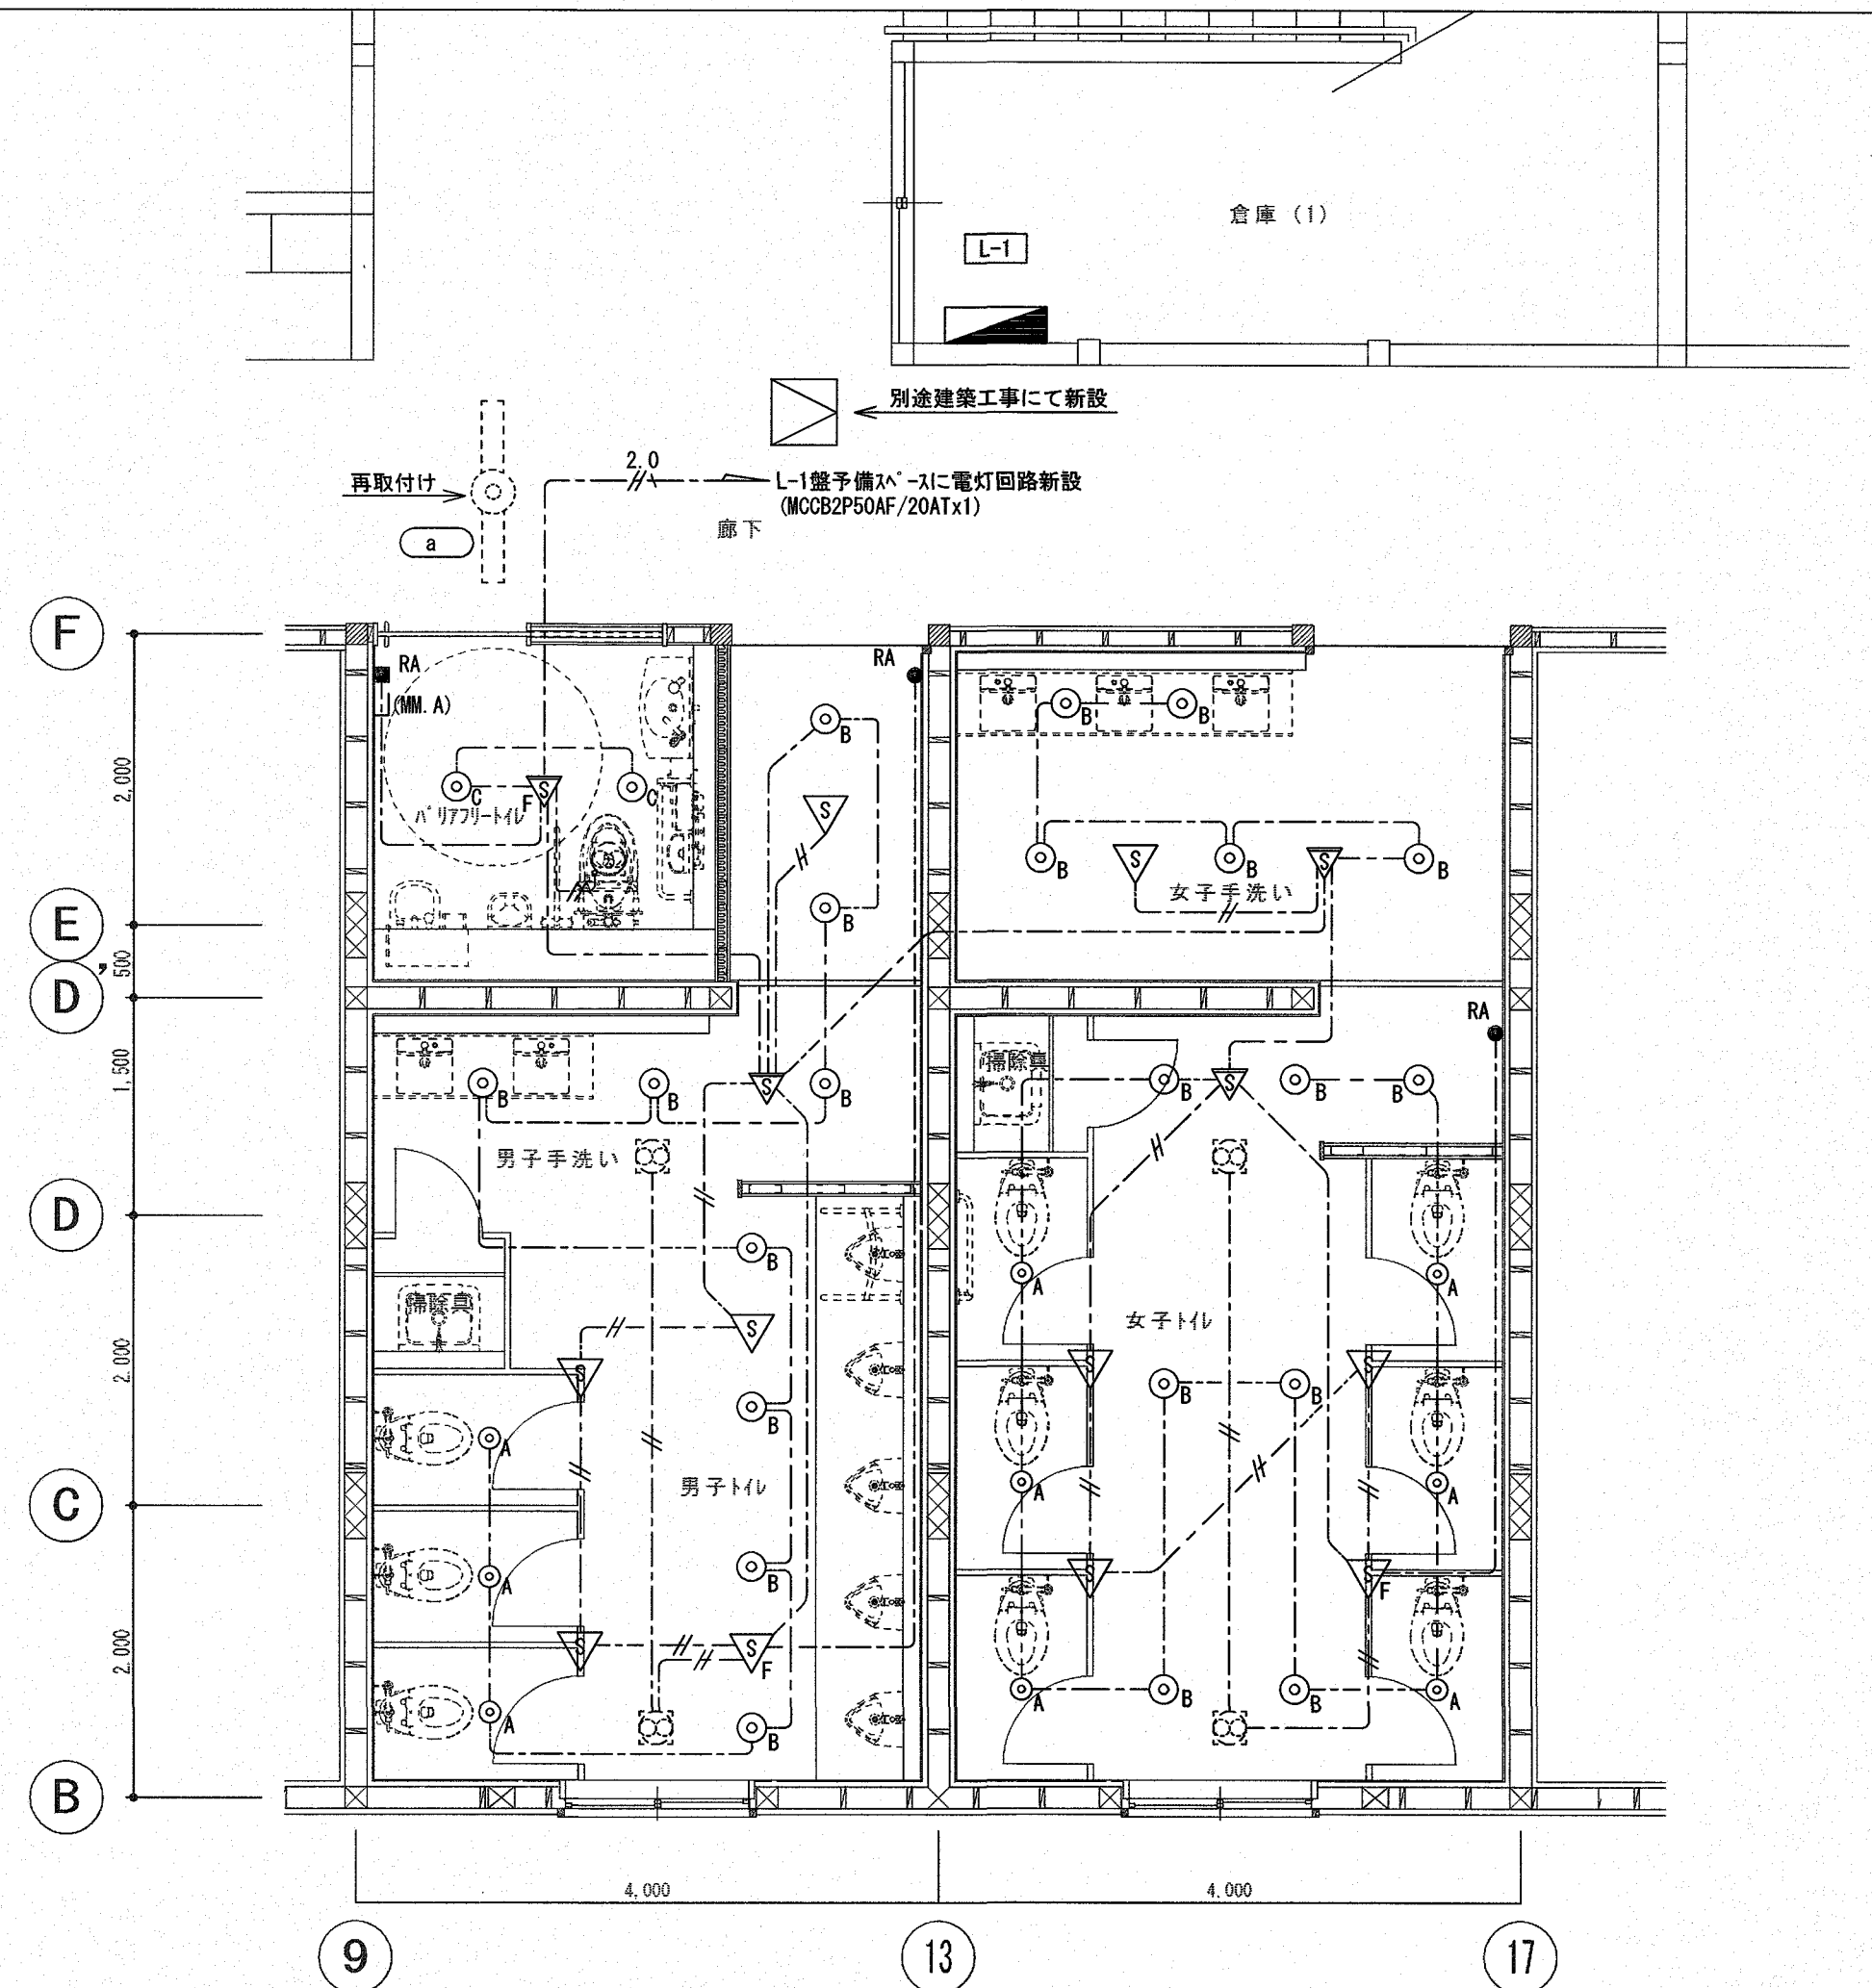 倉庫 (1)
L-1
別途建築工事にて新設
2.0
再取付け
L-1盤予備スペースに電灯回路新設
(MCCB2P50AF/20ATx1)
廊下
a
F
RA
RA
(MM. A)
B
B
B
2,000
C
S
F
C
S
バリアフリートイレ
B
S
B
S
B
女子手洗い
B
E
500
D'
RA
1,500
掃除具
B
B
S
B
B
S
B
B
男子手洗い
D
B
A
A
掃除具
女子トイレ
S
2,000
S
S
S
B
B
B
A
A
A
男子トイレ
C
B
A
S
S
F
2,000
S
S
F
A
B
B
A
A
B
B
4,000
4,000
9
13
17